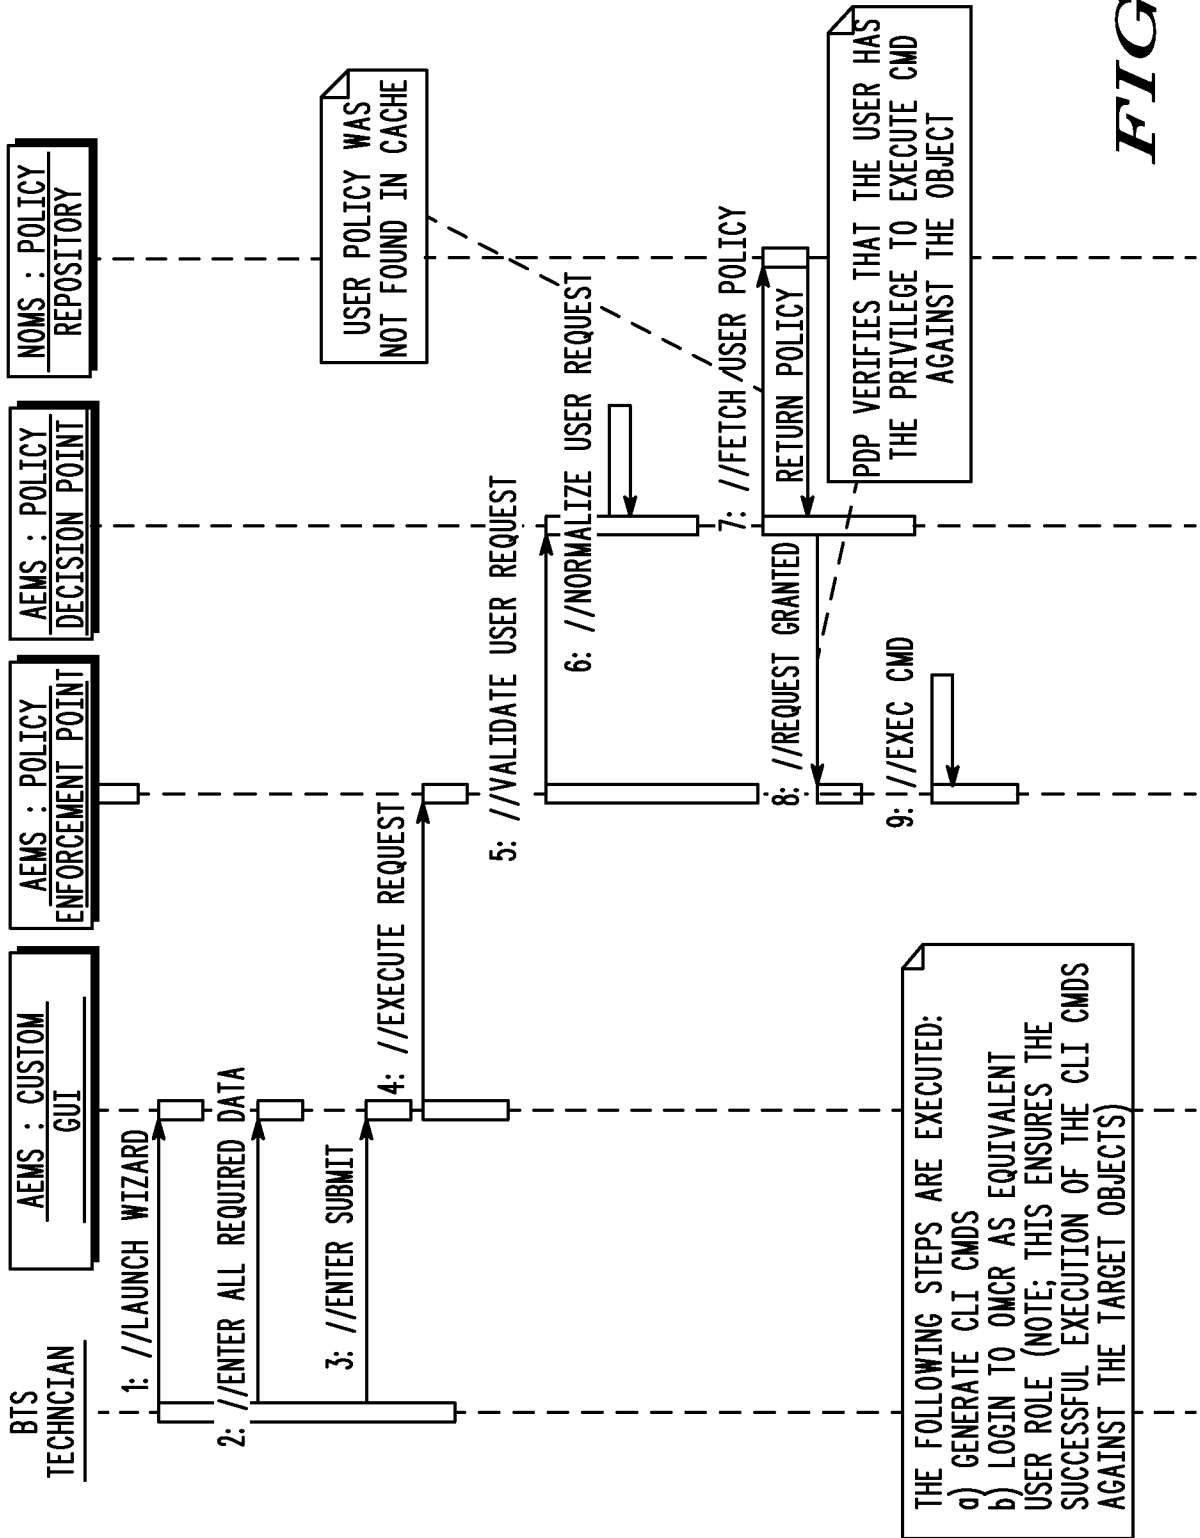 BTS
TECHNCIAN
AEMS : CUSTOM
GUI
AEMS : POLICY
ENFORCEMENT POINT
AEMS : POLICY
DECISION POINT
NOMS : POLICY
REPOSITORY
1: //LAUNCH WIZARD
2: //ENTER ALL REQUIRED DATA
3: //ENTER SUBMIT
4: //EXECUTE REQUEST
5: //VALIDATE USER REQUEST
6: //NORMALIZE USER REQUEST
USER POLICY WAS
NOT FOUND IN CACHE
7: //FETCH USER POLICY
RETURN POLICY
8: //REQUEST GRANTED
PDP VERIFIES THAT THE USER HAS
THE PRIVILEGE TO EXECUTE CMD
AGAINST THE OBJECT
9: //EXEC CMD
THE FOLLOWING STEPS ARE EXECUTED:
a) GENERATE CLI CMDS
b) LOGIN TO OMCR AS EQUIVALENT
USER ROLE (NOTE; THIS ENSURES THE
SUCCESSFUL EXECUTION OF THE CLI CMDS
AGAINST THE TARGET OBJECTS)
FIG